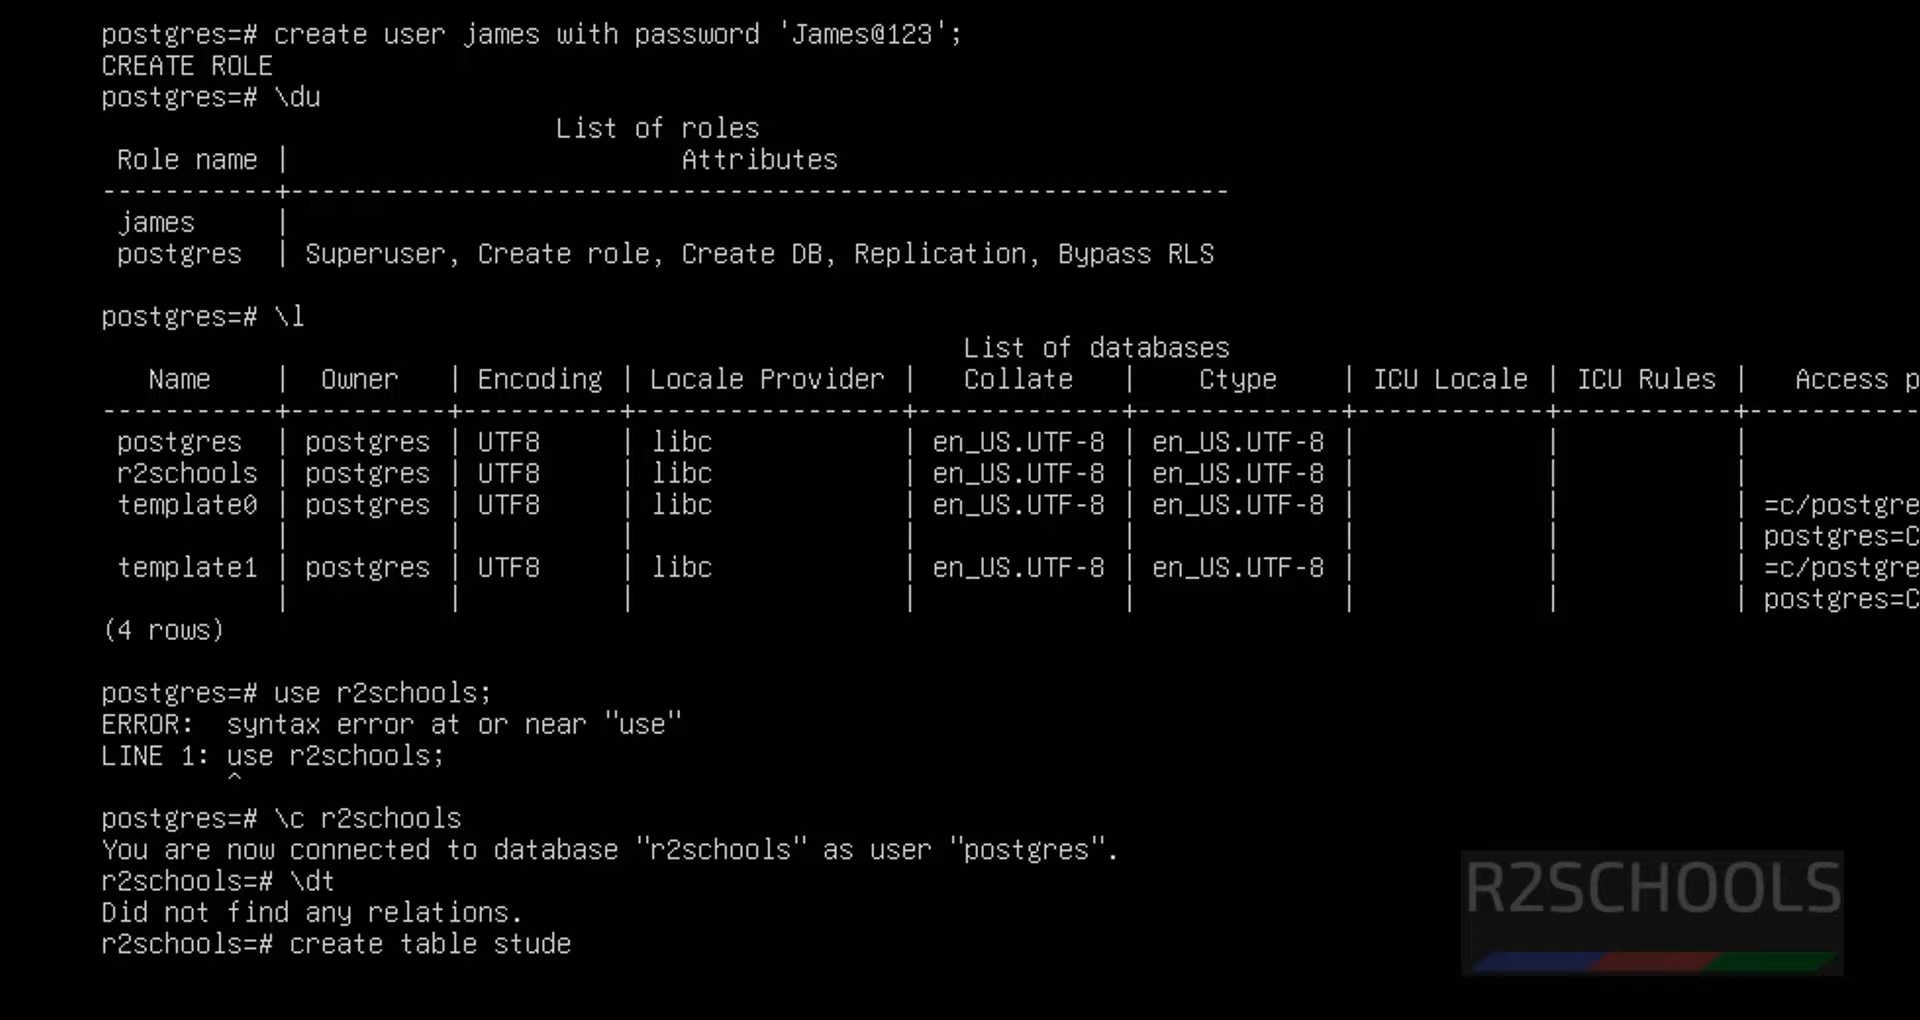 postgres=# create user james with password 'James@123';
CREATE ROLE
postgres=# \du
List of roles
Role name | Attributes
-----------+------------------------------------------------------------
james |
postgres | Superuser, Create role, Create DB, Replication, Bypass RLS
postgres=# \l
List of databases
Name | Owner | Encoding | Locale Provider | Collate | Ctype | ICU Locale | ICU Rules | Access p
-----------+----------+----------+-----------------+-------------+-------------+------------+-----------+-----------
postgres | postgres | UTF8 | libc | en_US.UTF-8 | en_US.UTF-8 | | |
r2schools | postgres | UTF8 | libc | en_US.UTF-8 | en_US.UTF-8 | | |
template0 | postgres | UTF8 | libc | en_US.UTF-8 | en_US.UTF-8 | | | =c/postgre
| | | | | | | | postgres=C
template1 | postgres | UTF8 | libc | en_US.UTF-8 | en_US.UTF-8 | | | =c/postgre
| | | | | | | | postgres=C
(4 rows)
postgres=# use r2schools;
ERROR: syntax error at or near "use"
LINE 1: use r2schools;
^
postgres=# \c r2schools
You are now connected to database "r2schools" as user "postgres".
r2schools=# \dt
Did not find any relations.
r2schools=# create table stude
R2SCHOOLS